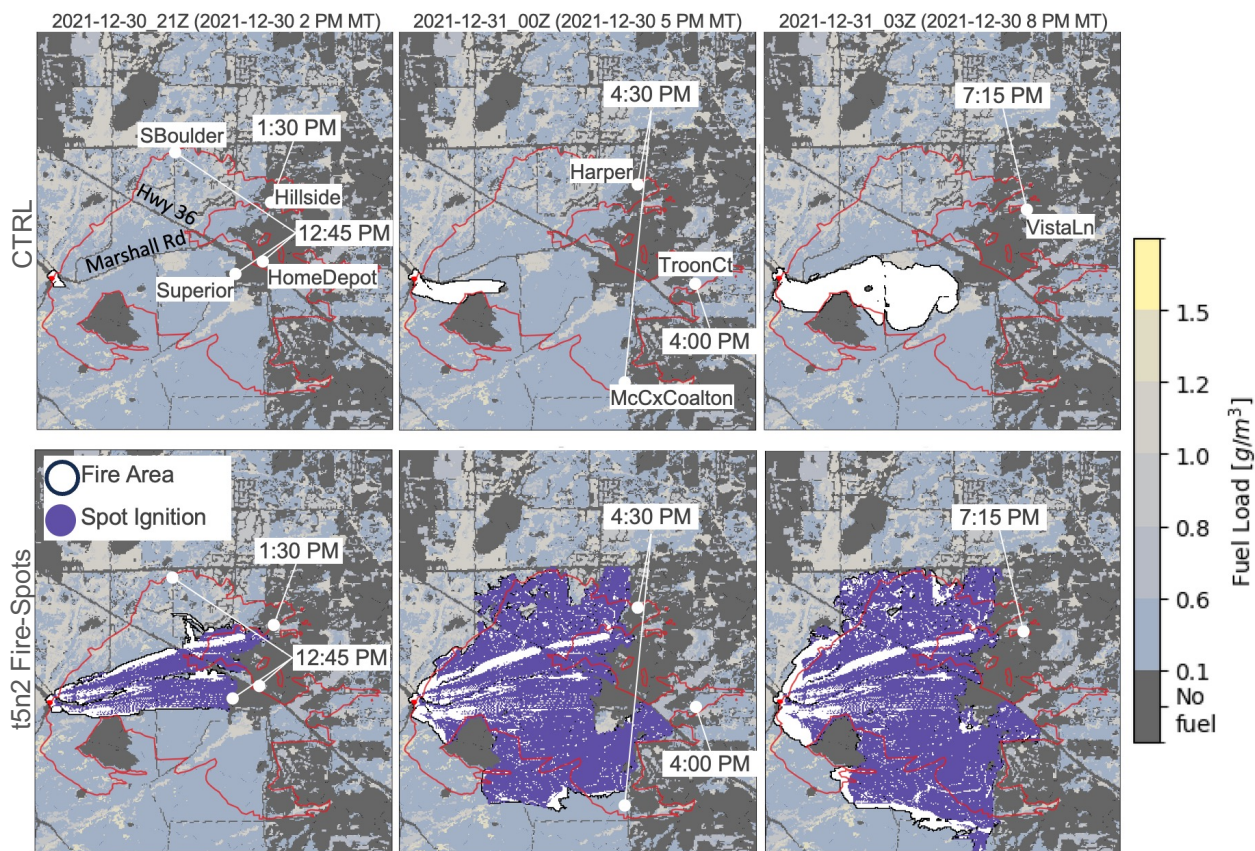 2021-12-30_21Z (2021-12-30 2 PM MT)
2021-12-31_00Z (2021-12-30 5 PM MT)
2021-12-31_03Z (2021-12-30 8 PM MT)
CTRL
SBoulder
1:30 PM
Hwy 36
Hillside
Marshall Rd
12:45 PM
Superior
HomeDepot
4:30 PM
Harper
TroonCt
4:00 PM
McCxCoalton
7:15 PM
VistaLn
t5n2 Fire-Spots
Fire Area
Spot Ignition
1:30 PM
12:45 PM
4:30 PM
4:00 PM
7:15 PM
1.5
1.2
1.0
0.8
0.6
0.1
No
fuel
Fuel Load [g/m³]